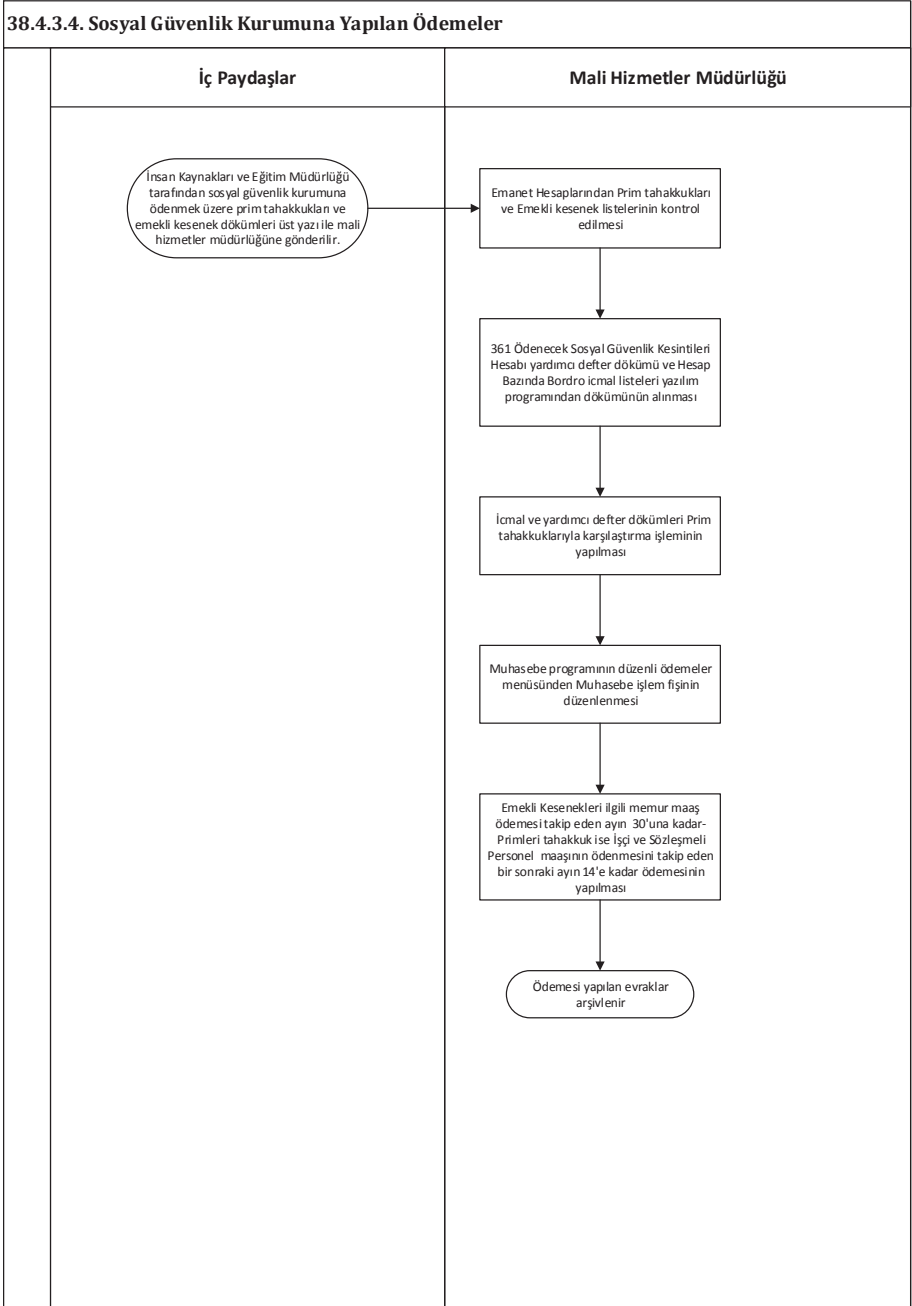 38.4.3.4. Sosyal Güvenlik Kurumuna Yapılan Ödemeler
İç Paydaşlar
Mali Hizmetler Müdürlüğü
İnsan Kaynakları ve Eğitim Müdürlüğü
tarafından sosyal güvenlik kurumuna
ödenmek üzere prim tahakkukları ve
emekli kesenek dökümleri üst yazı ile mali
hizmetler müdürlüğüne gönderilir.
Emanet Hesaplarından Prim tahakkukları
ve Emekli kesenek listelerinin kontrol
edilmesi
361 Ödenecek Sosyal Güvenlik Kesintileri
Hesabı yardımcı defter dökümü ve Hesap
Bazında Bordro icmal listeleri yazılım
programından dökümünün alınması
İcmal ve yardımcı defter dökümleri Prim
tahakkuklarıyla karşılaştırma işleminin
yapılması
Muhasebe programının düzenli ödemeler
menüsünden Muhasebe işlem fişinin
düzenlenmesi
Emekli Kesenekleri ilgili memur maaş
ödemesi takip eden ayın 30'una kadar-
Primleri tahakkuk ise İşçi ve Sözleşmeli
Personel maaşının ödenmesini takip eden
bir sonraki ayın 14'e kadar ödemesinin
yapılması
Ödemesi yapılan evraklar
arşivlenir